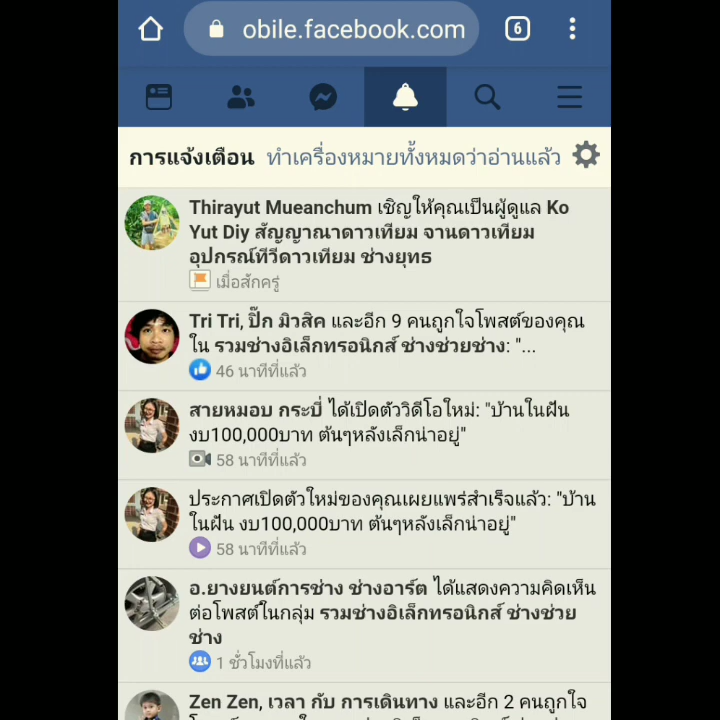 obile.facebook.com
6
การแจ้งเตือน ทำเครื่องหมายทั้งหมดว่าอ่านแล้ว
Thirayut Mueanchum เชิญให้คุณเป็นผู้ดูแล Ko
Yut Diy สัญญาณดาวเทียม จานดาวเทียม
อุปกรณ์ทีวีดาวเทียม ช่างยุทธ
เมื่อสักครู่
Tri Tri, ปิ๊ก มิวสิค และอีก 9 คนถูกใจโพสต์ของคุณ
ใน รวมช่างอิเล็กทรอนิกส์ ช่างช่วยช่าง: "...
46 นาทีที่แล้ว
สายหมอบ กระบี่ ได้เปิดตัววิดีโอใหม่: "บ้านในฝัน
งบ100,000บาท ต้นๆหลังเล็กน่าอยู่"
58 นาทีที่แล้ว
ประกาศเปิดตัวใหม่ของคุณเผยแพร่สำเร็จแล้ว: "บ้าน
ในฝัน งบ100,000บาท ต้นๆหลังเล็กน่าอยู่"
58 นาทีที่แล้ว
อ.ยางยนต์การช่าง ช่างอาร์ต ได้แสดงความคิดเห็น
ต่อโพสต์ในกลุ่ม รวมช่างอิเล็กทรอนิกส์ ช่างช่วย
ช่าง
1 ชั่วโมงที่แล้ว
Zen Zen, เวลา กับ การเดินทาง และอีก 2 คนถูกใจ